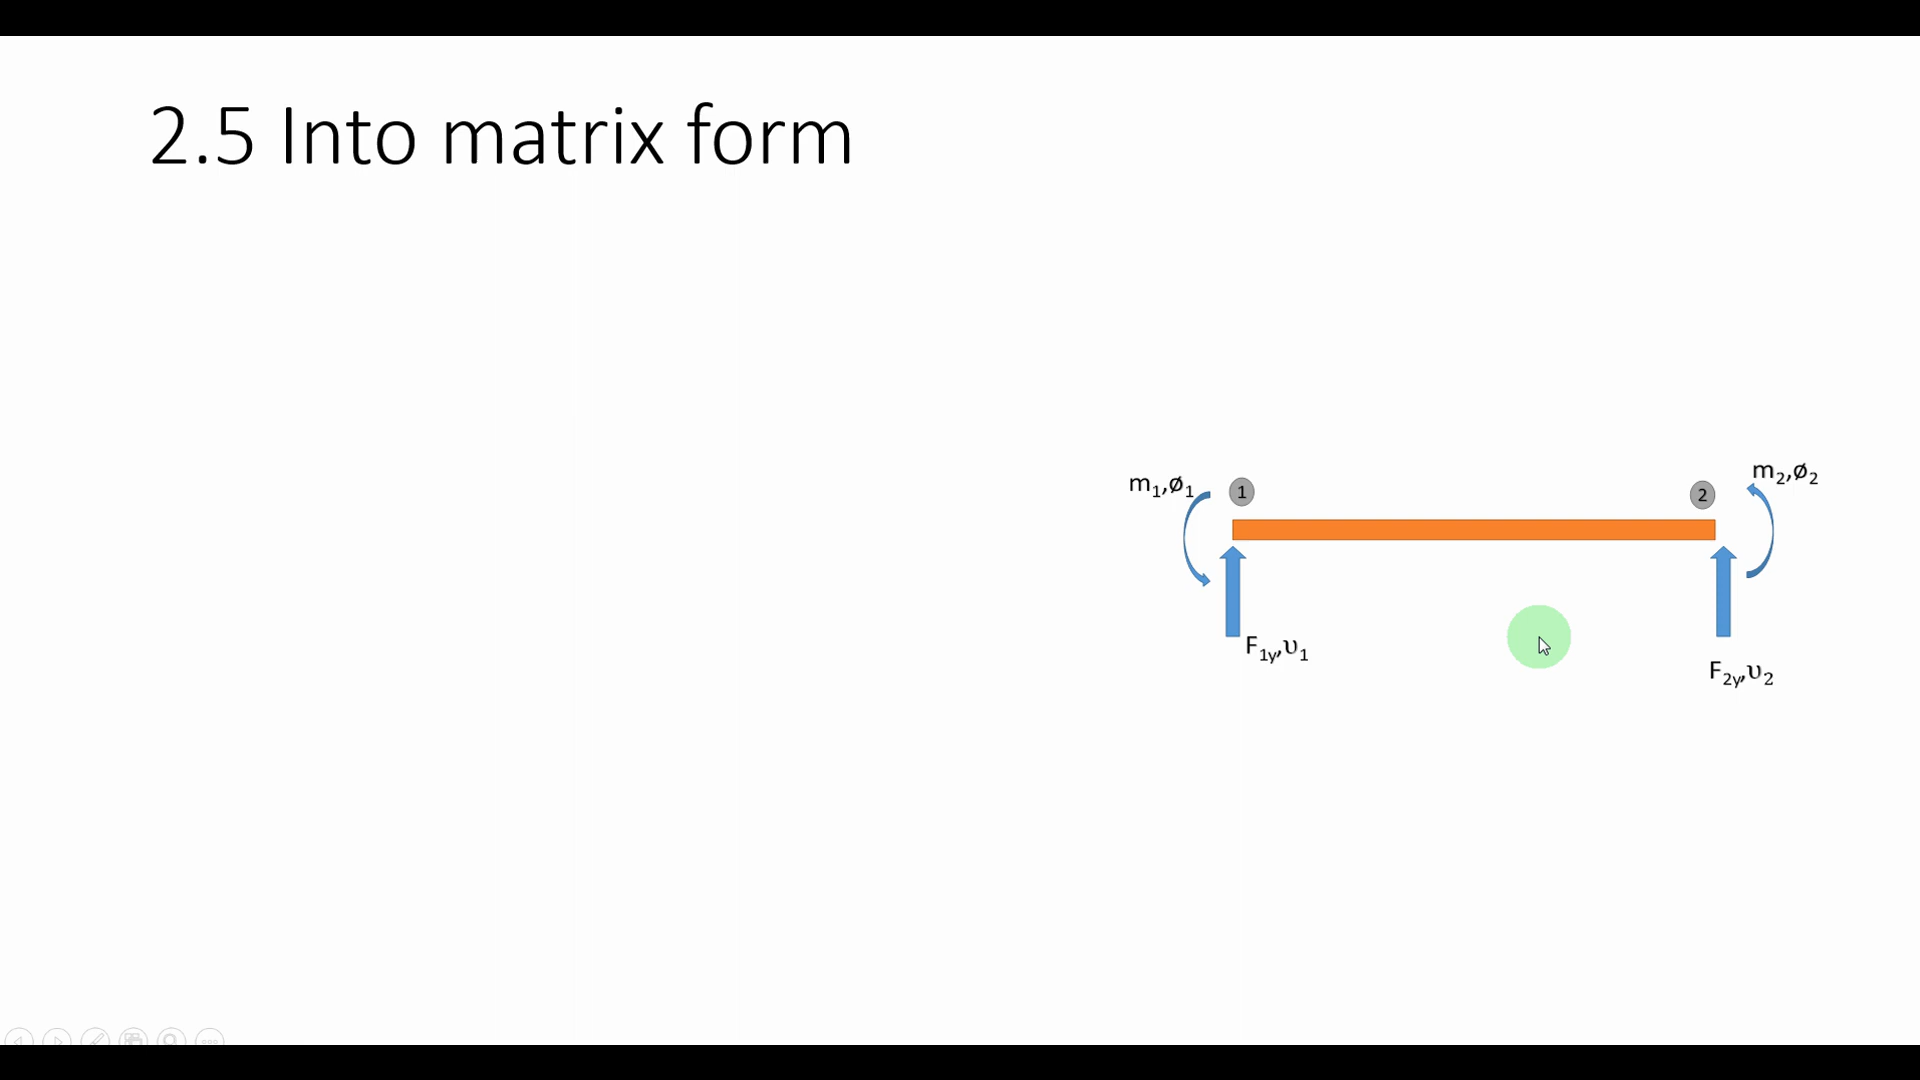 2.5 Into matrix form
m₁,ø₁
1
2
m₂,ø₂
F₁y,υ₁
F₂y,υ₂